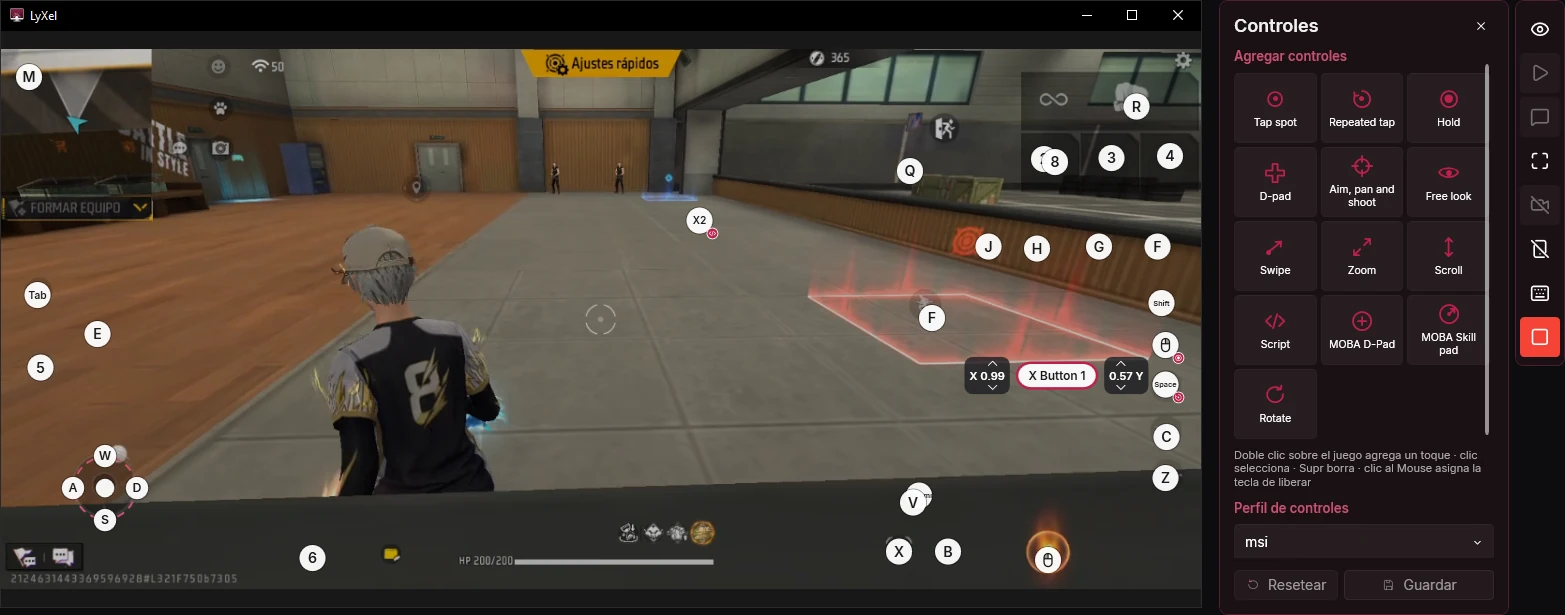 LyXel
M
50
Ajustes rápidos
365
R
BATTLE
IN STYLE
8
3
4
Q
FORMAR EQUIPO
X2
J
H
G
F
Tab
Shift
E
F
5
X 0.99
X Button 1
0.57 Y
Space
W
C
A
D
Z
S
V
6
HP 200/200
X
B
2124631443369596928#L321F750b7305
Controles
Agregar controles
Tap spot
Repeated tap
Hold
D-pad
Aim, pan and
shoot
Free look
Swipe
Zoom
Scroll
Script
MOBA D-Pad
MOBA Skill
pad
Rotate
Doble clic sobre el juego agrega un toque · clic
selecciona · Supr borra · clic al Mouse asigna la
tecla de liberar
Perfil de controles
msi
Resetear
Guardar